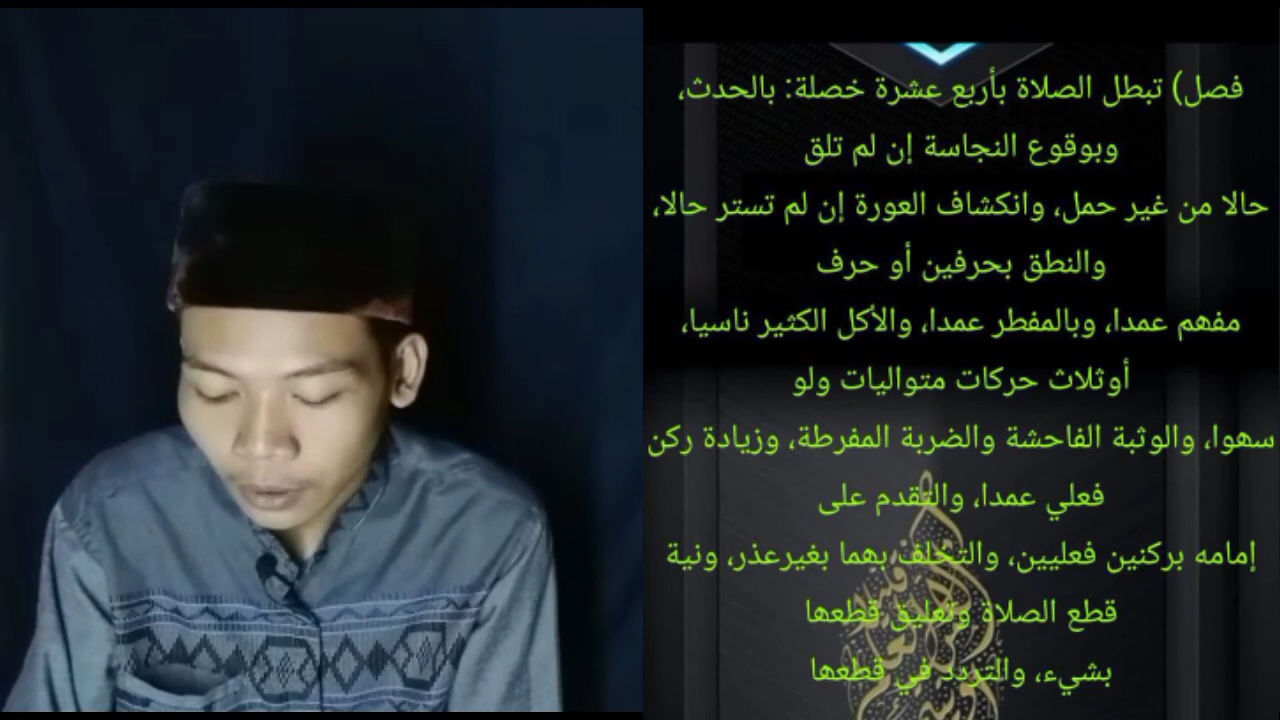 فصل) تبطل الصلاة بأربع عشرة خصلة: بالحدث،
وبوقوع النجاسة إن لم تلق
حالا من غير حمل، وانكشاف العورة إن لم تستر حالا،
والنطق بحرفين أو حرف
مفهم عمدا، وبالمفطر عمدا، والأكل الكثير ناسيا،
أوثلاث حركات متواليات ولو
سهوا، والوثبة الفاحشة والضربة المفرطة، وزيادة ركن
فعلي عمدا، والتقدم على
إمامه بركنين فعليين، والتخلف بهما بغيرعذر، ونية
قطع الصلاة وتعليق قطعها
بشيء، والتردد في قطعها